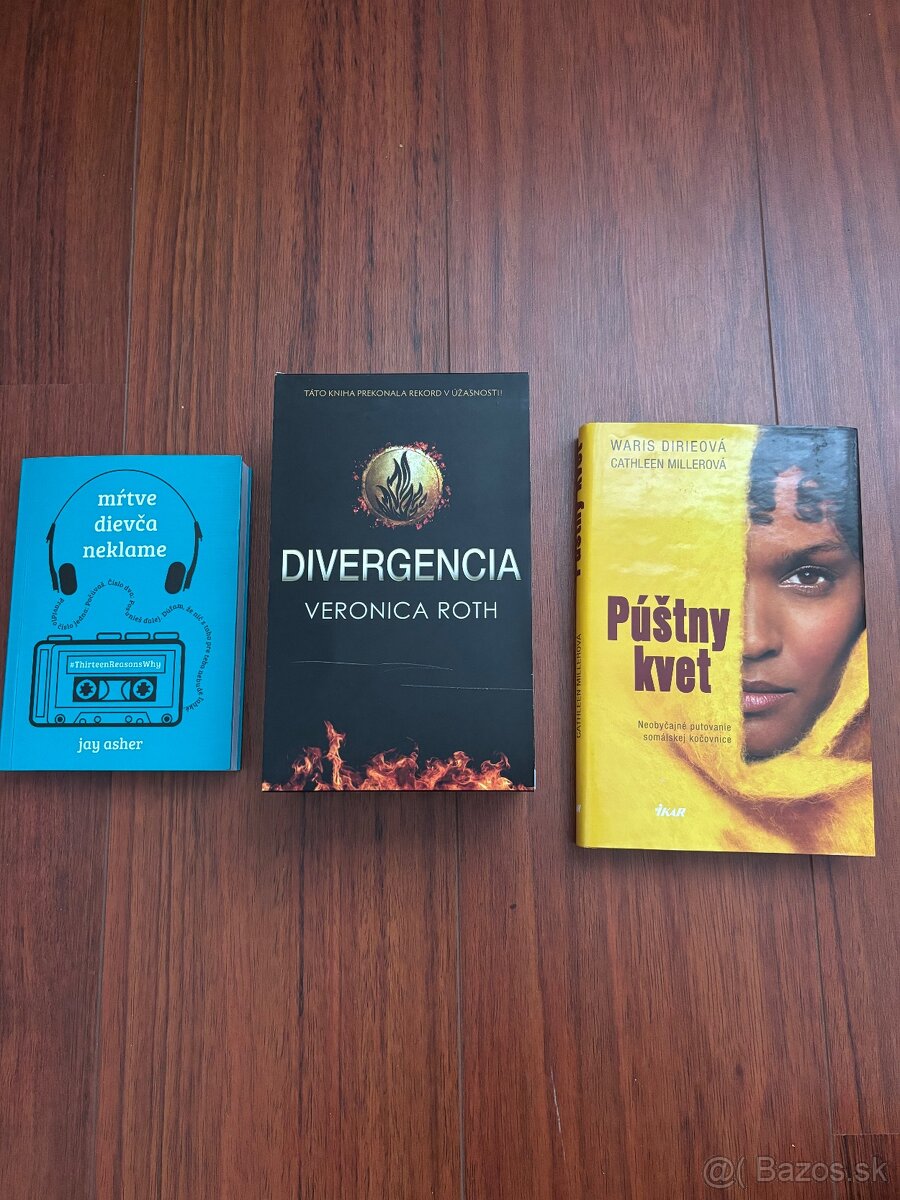 mŕtve
dievča
neklame
#ThirteenReasonsWhy
jay asher
TÁTO KNIHA PREKONALA REKORD V ÚŽASNOSTI!
DIVERGENCIA
VERONICA ROTH
WARIS DIRIEOVÁ
CATHLEEN MILLEROVÁ
Púštny
kvet
Neobyčajné putovanie
somálskej kočovnice
IKAR
CATHLEEN MILLEROVÁ
@( Bazos.sk